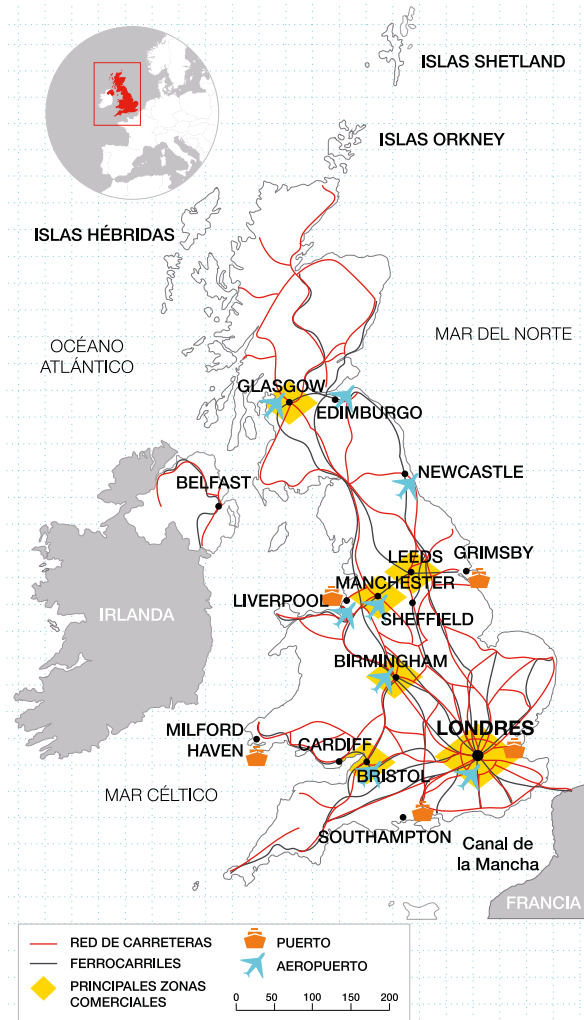 ISLAS SHETLAND
ISLAS ORKNEY
ISLAS HÉBRIDAS
OCÉANO
ATLÁNTICO
MAR DEL NORTE
GLASGOW
EDIMBURGO
NEWCASTLE
BELFAST
LEEDS
GRIMSBY
MANCHESTER
LIVERPOOL
SHEFFIELD
IRLANDA
BIRMINGHAM
LONDRES
MILFORD
HAVEN
CARDIFF
BRISTOL
MAR CÉLTICO
SOUTHAMPTON
Canal de
la Mancha
FRANCIA
RED DE CARRETERAS
FERROCARRILES
PRINCIPALES ZONAS
COMERCIALES
PUERTO
AEROPUERTO
0 50 100 150 200